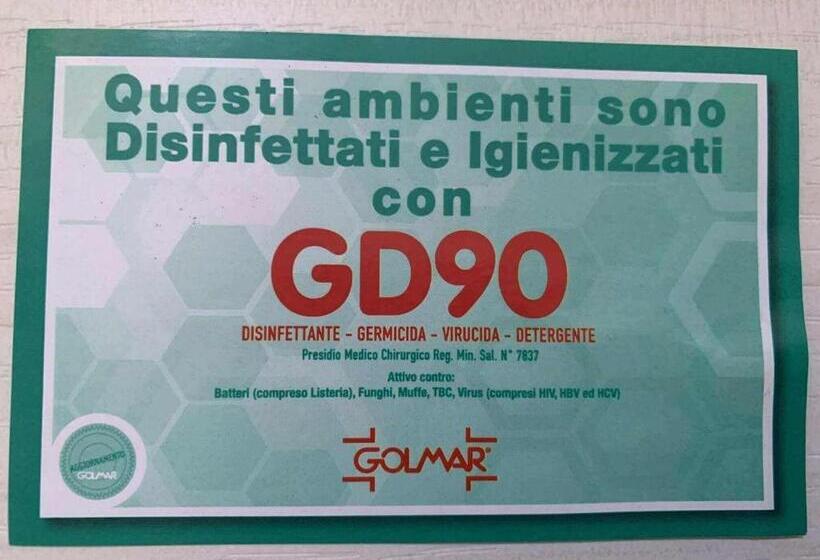 Questi ambienti sono
Disinfettati e Igienizzati
con
GD90
DISINFETTANTE - GERMICIDA - VIRUCIDA - DETERGENTE
Presidio Medico Chirurgico Reg. Min. Sal. N° 7837
Attivo contro:
Batteri (compreso Listeria), Funghi, Muffe, TBC, Virus (compresi HIV, HBV ed HCV)
GOLMAR®
AGGIORNAMENTO
GOLMAR